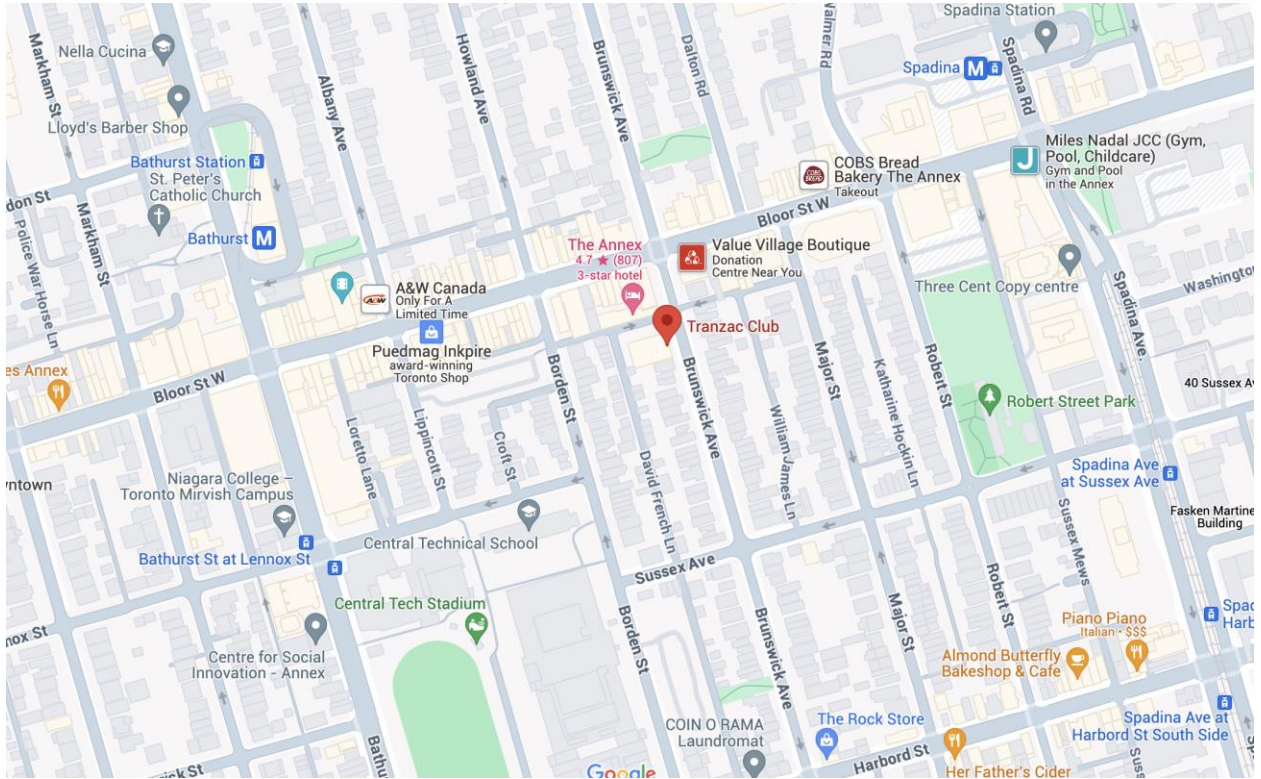 Nella Cucina
Markham St
Lloyd's Barber Shop
Albany Ave
Howland Ave
Brunswick Ave
Dalton Rd
Walmer Rd
Spadina Station
Spadina
M
Spadina Rd
Bathurst Station
St. Peter's
Catholic Church
Bathurst
M
Markham St
Police War Horse Ln
don St
COBS
BREAD
COBS Bread
Bakery The Annex
Takeout
J
Miles Nadal JCC (Gym,
Pool, Childcare)
Gym and Pool
in the Annex
Bloor St W
The Annex
4.7 ★ (807)
3-star hotel
Value Village Boutique
Donation
Centre Near You
A&W
A&W Canada
Only For A
Limited Time
Puedmag Inkpire
award-winning
Toronto Shop
Tranzac Club
Three Cent Copy centre
Washington
Spadina Ave.
es Annex
Bloor St W
Borden St
Brunswick Ave
Major St
Katharine Hockin Ln
Robert St
Robert Street Park
40 Sussex Av
Loretto Lane
Lippincott St
Croft St
David French Ln
William James Ln
Niagara College –
Toronto Mirvish Campus
yntown
Spadina Ave
at Sussex Ave
Fasken Martine
Building
Bathurst St at Lennox St
Central Technical School
Sussex Ave
Sussex Mews
nox St
Central Tech Stadium
Centre for Social
Innovation - Annex
Borden St
Brunswick Ave
Major St
Robert St
Piano Piano
Italian • $$$
Almond Butterfly
Bakeshop & Cafe
Spad
Harb
COIN O RAMA
Laundromat
The Rock Store
Harbord St
Her Father's Cider
Spadina Ave at
Harbord St South Side
Suss
Bathu
rick St
Google